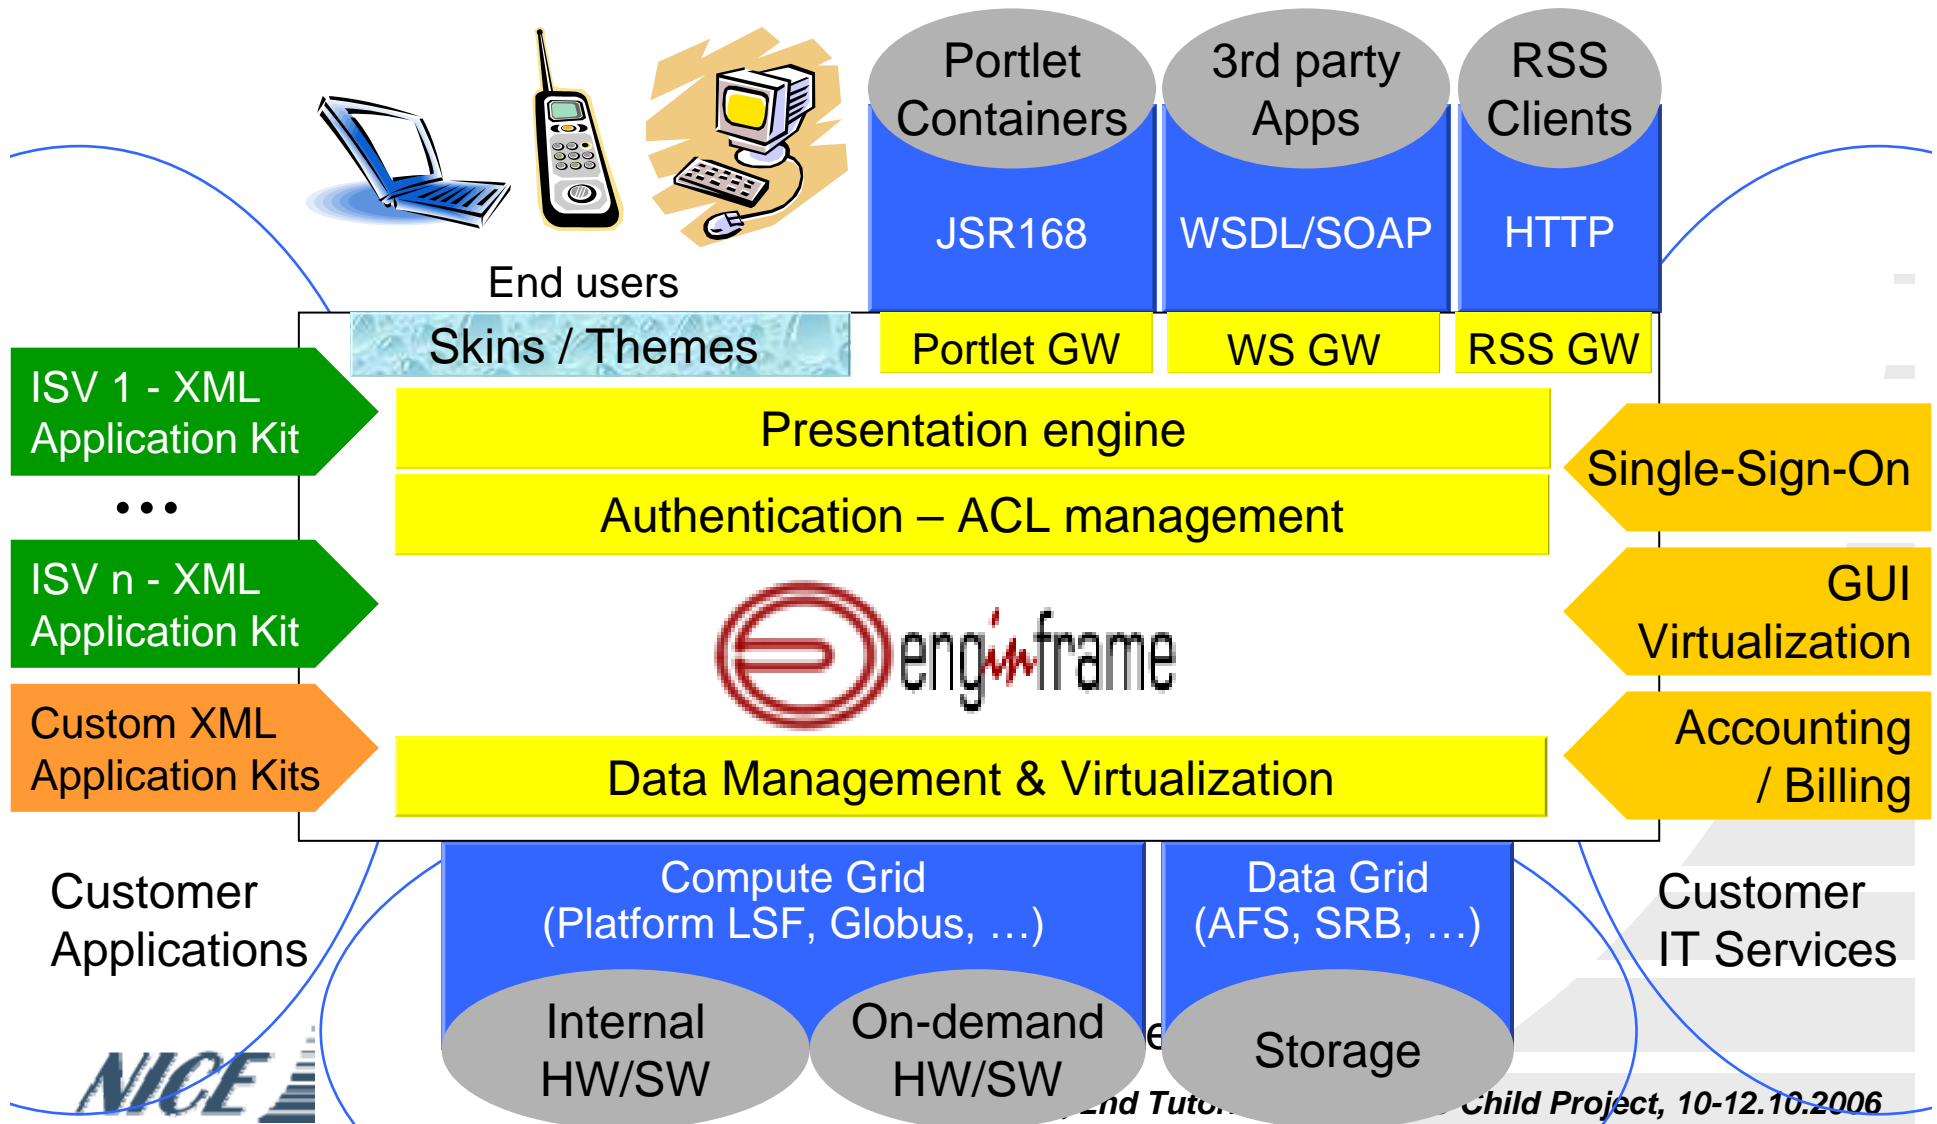 Portlet
Containers
3rd party
Apps
RSS
Clients
JSR168
WSDL/SOAP
HTTP
End users
Skins / Themes
Portlet GW
WS GW
RSS GW
ISV 1 - XML
Application Kit
Presentation engine
Single-Sign-On
•••
Authentication – ACL management
ISV n - XML
Application Kit
GUI
Virtualization
enginframe
Custom XML
Application Kits
Accounting
/ Billing
Data Management & Virtualization
Customer
Applications
Compute Grid
(Platform LSF, Globus, …)
Data Grid
(AFS, SRB, …)
Customer
IT Services
Internal
HW/SW
On-demand
HW/SW
Storage
NICE
Child Project, 10-12.10.2006